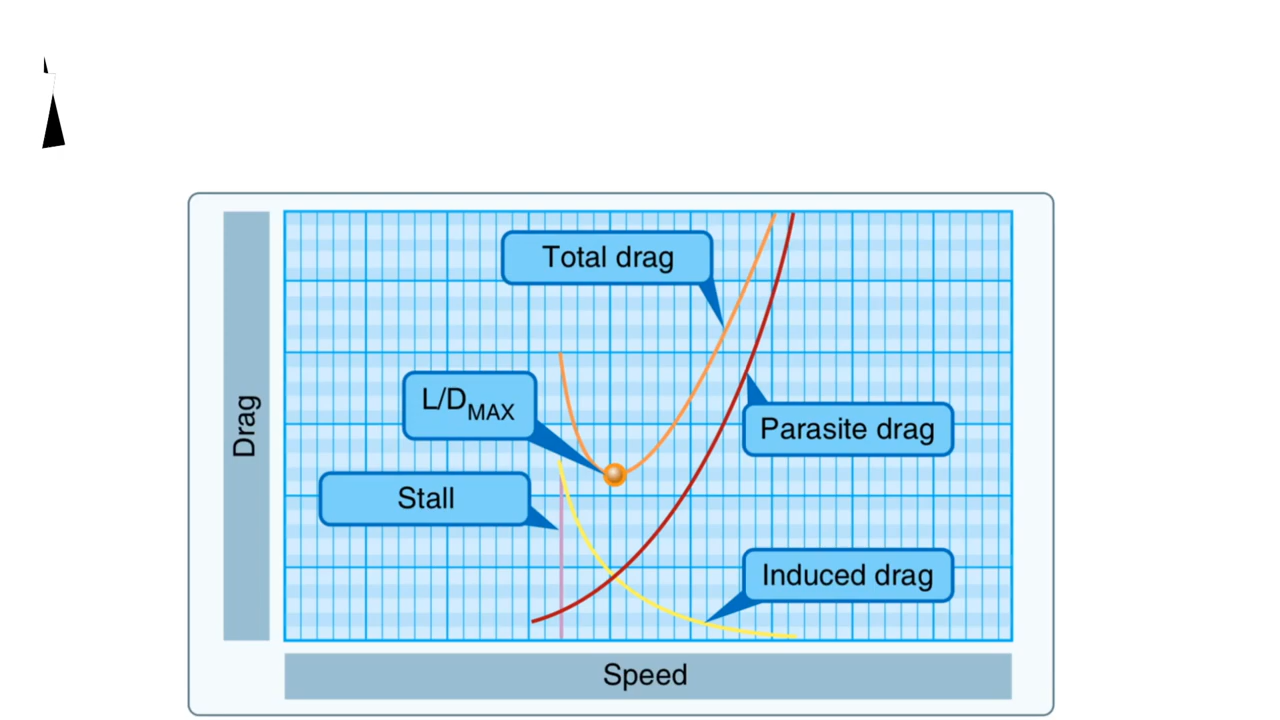 Total drag
L/DMAX
Drag
Parasite drag
Stall
Induced drag
Speed